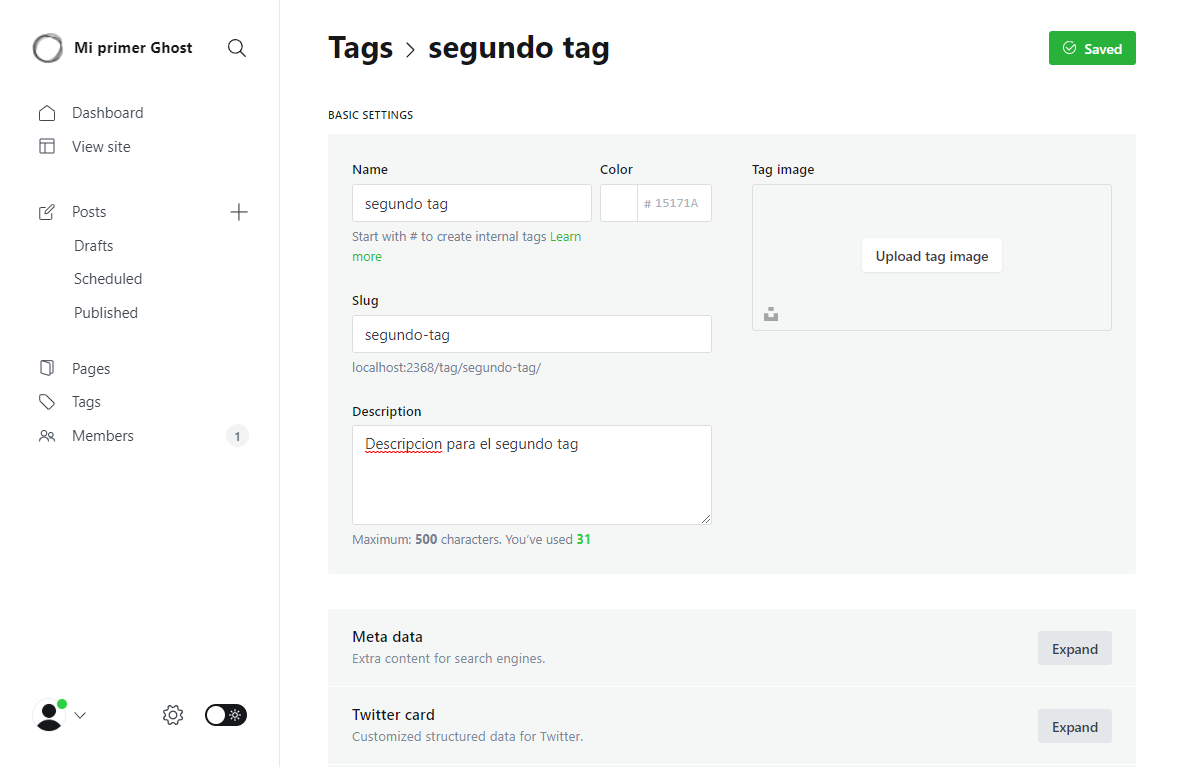 Mi primer Ghost
Dashboard
View site
Posts
Drafts
Scheduled
Published
Pages
Tags
Members 1
Tags > segundo tag
Saved
BASIC SETTINGS
Name
segundo tag
Start with # to create internal tags Learn
more
Color
# 15171A
Slug
segundo-tag
localhost:2368/tag/segundo-tag/
Description
Descripcion para el segundo tag
Maximum: 500 characters. You’ve used 31
Tag image
Upload tag image
Meta data
Extra content for search engines.
Expand
Twitter card
Customized structured data for Twitter.
Expand